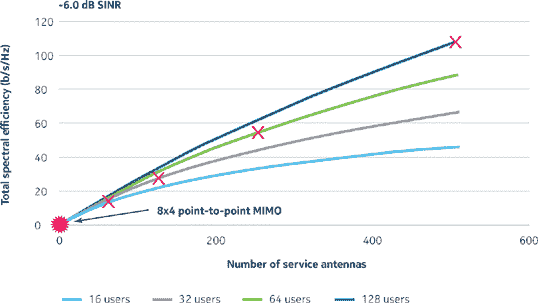 -6.0 dB SINR
Total spectral efficiency (b/s/Hz)
120
100
80
60
40
20
0
8x4 point-to-point MIMO
0
200
400
600
Number of service antennas
16 users
32 users
64 users
128 users